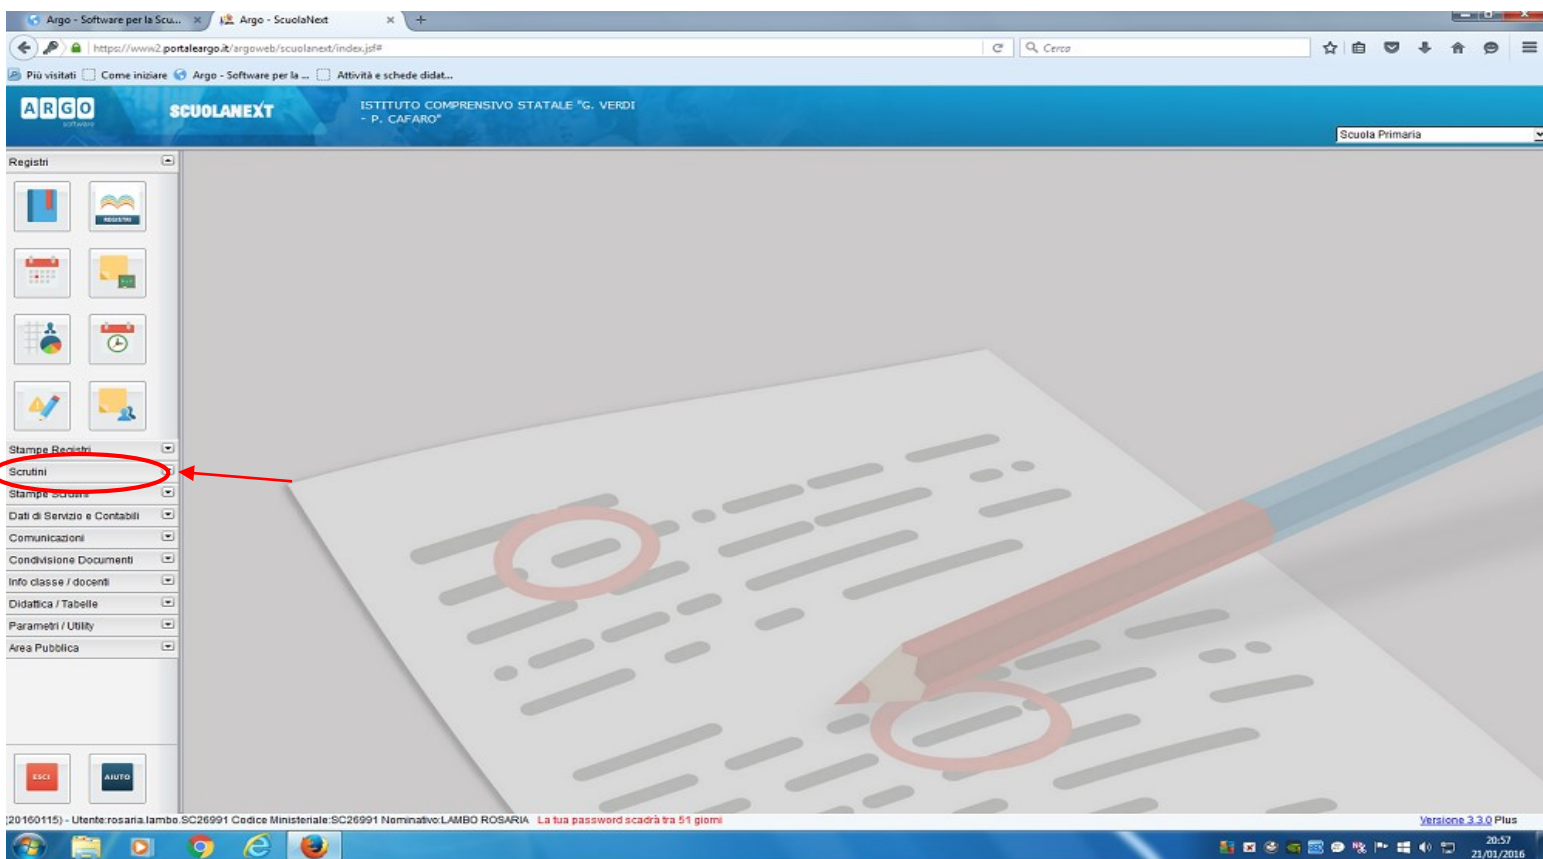 Argo - Software per la Scu...
Argo - ScuolaNext
https://www2.portaleargo.it/argoweb/scuolanext/index.jsf#
Cerca
Più visitati
Come iniziare
Argo - Software per la ...
Attività e schede didat...
ARGO
software
SCUOLANEXT
ISTITUTO COMPRENSIVO STATALE "G. VERDI
- P. CAFARO"
Scuola Primaria
Registri
REGISTRI
Stampe Registri
Scrutini
Stampe Scrutini
Dati di Servizio e Contabili
Comunicazioni
Condivisione Documenti
Info classe / docenti
Didattica / Tabelle
Parametri / Utility
Area Pubblica
ESCI
AIUTO
(20160115) - Utente:rosaria.lambo.SC26991 Codice Ministeriale:SC26991 Nominativo:LAMBO ROSARIA La tua password scadrà tra 51 giorni
Versione 3.3.0 Plus
20:57
21/01/2016